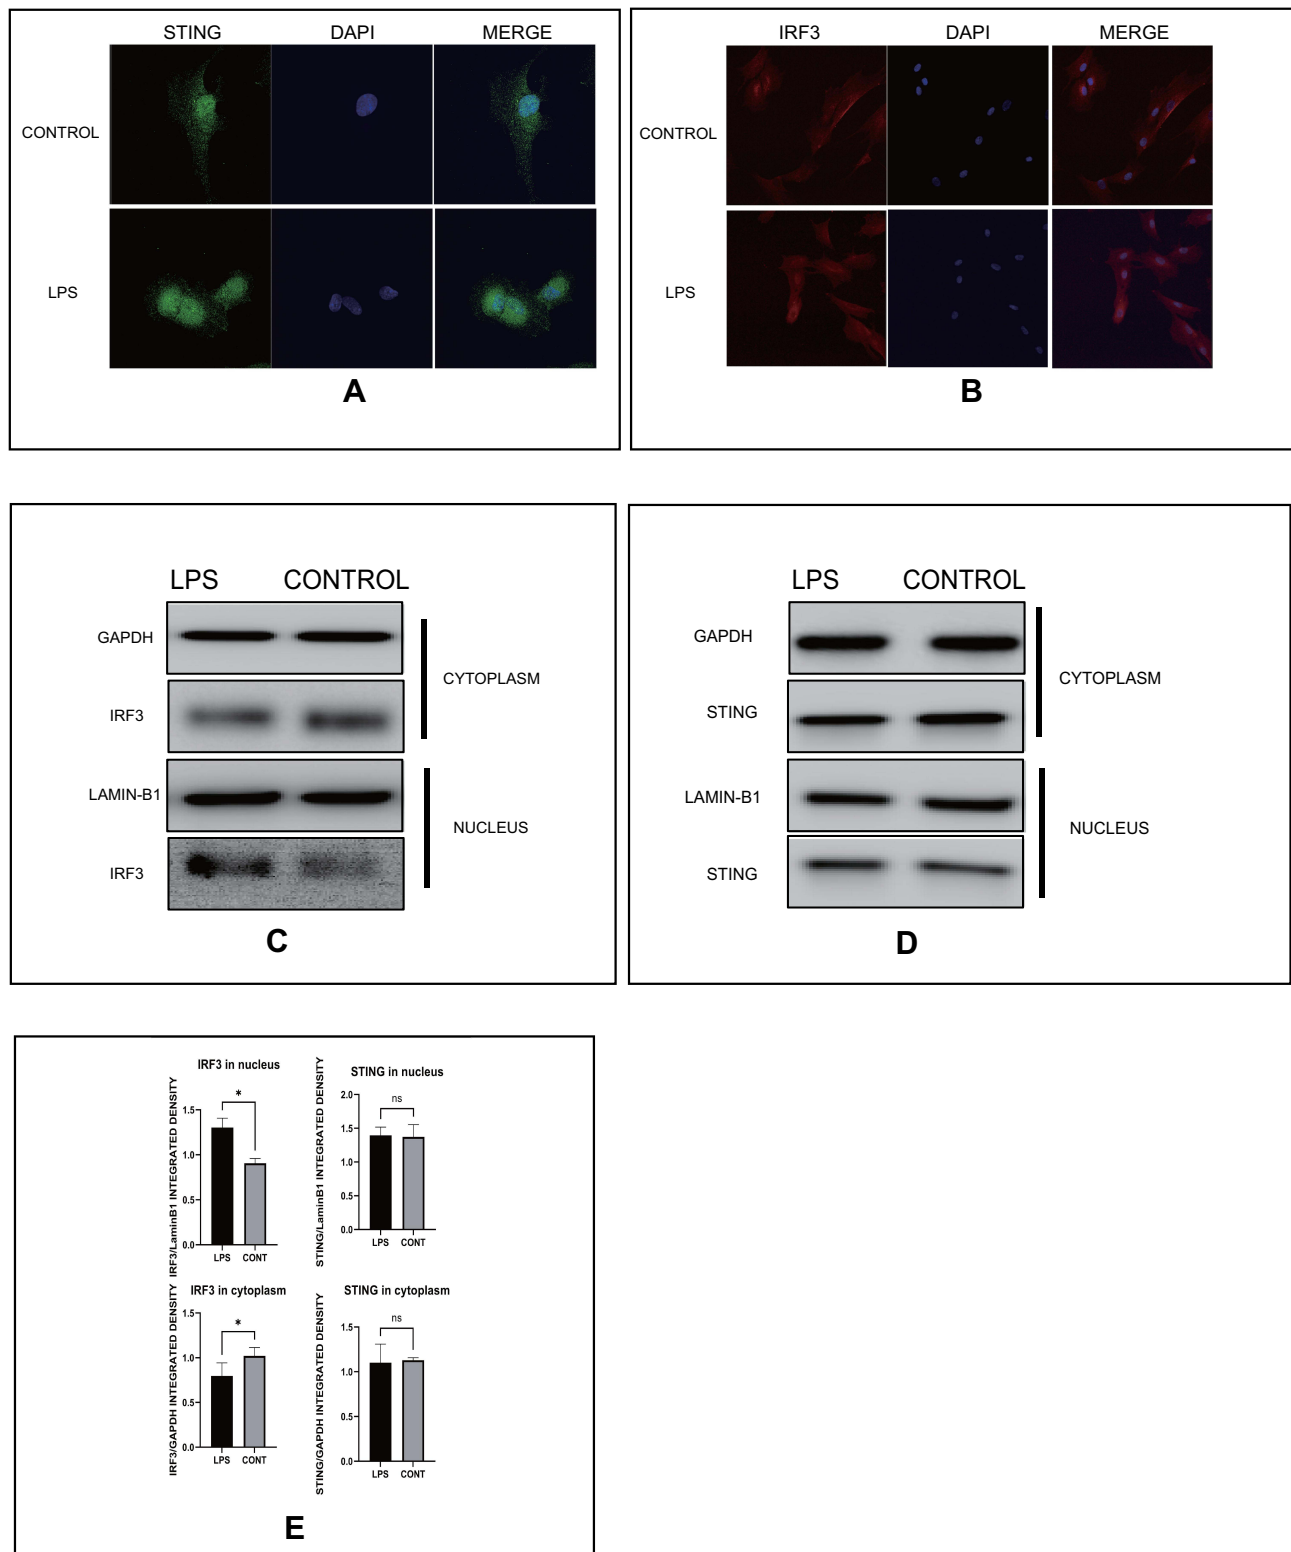 STING DAPI MERGE
CONTROL
LPS
A
IRF3 DAPI MERGE
CONTROL
LPS
B
LPS CONTROL
GAPDH
CYTOPLASM
IRF3
LAMIN-B1
NUCLEUS
IRF3
C
LPS CONTROL
GAPDH
CYTOPLASM
STING
LAMIN-B1
NUCLEUS
STING
D
IRF3 in nucleus
IRF3/LaminB1 INTEGRATED DENSITY
*
1.5
1.0
0.5
0.0
LPS CONT
STING in nucleus
STING/LaminB1 INTEGRATED DENSITY
ns
2.0
1.5
1.0
0.5
0.0
LPS CONT
IRF3 in cytoplasm
IRF3/GAPDH INTEGRATED DENSITY
*
1.5
1.0
0.5
0.0
LPS CONT
STING in cytoplasm
STING/GAPDH INTEGRATED DENSITY
ns
1.5
1.0
0.5
0.0
LPS CONT
E